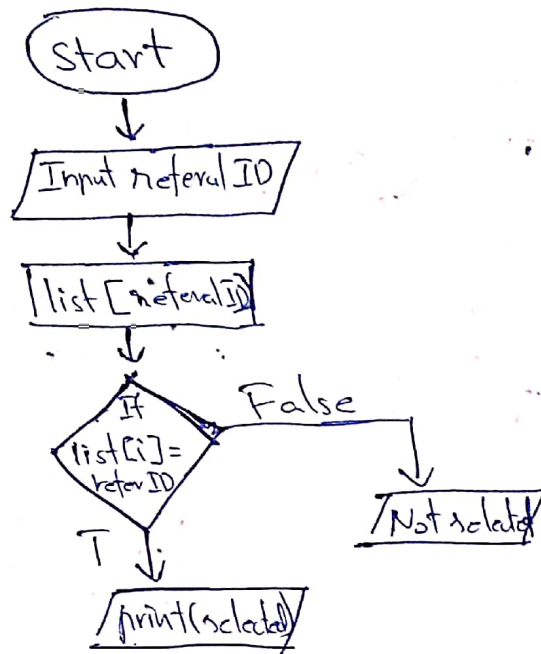 Start
Input referal ID
list [referal ID]
If
False
list[i]=
refer ID
T
Not selected
print(selected)